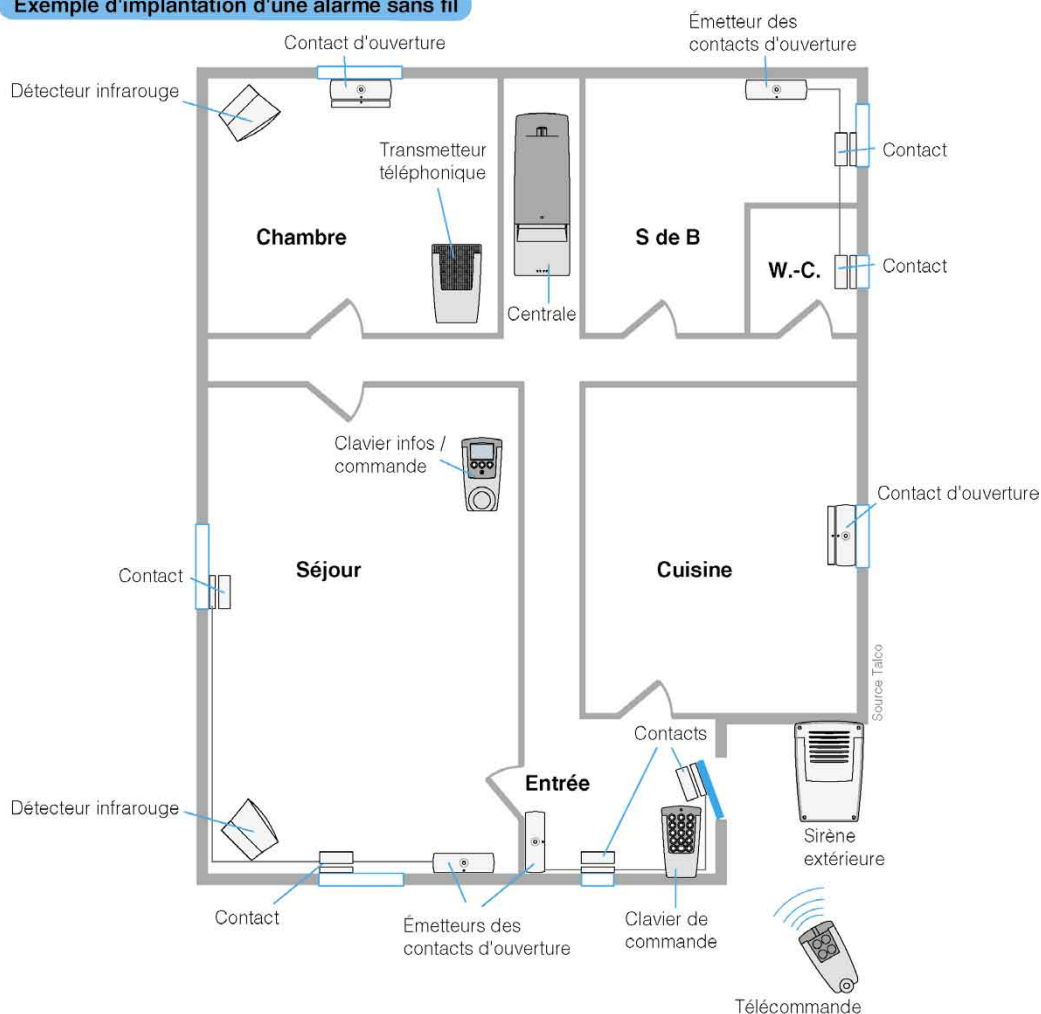 Exemple d'implantation d'une alarme sans fil
Émetteur des
contacts d'ouverture
Contact d'ouverture
Détecteur infrarouge
Transmetteur
téléphonique
Contact
Chambre
S de B
W.-C.
Contact
Centrale
Clavier infos /
commande
Contact d'ouverture
Contact
Séjour
Cuisine
Source Talco
Contacts
Entrée
Détecteur infrarouge
Sirène
extérieure
Contact
Émetteurs des
contacts d'ouverture
Clavier de
commande
Télécommande